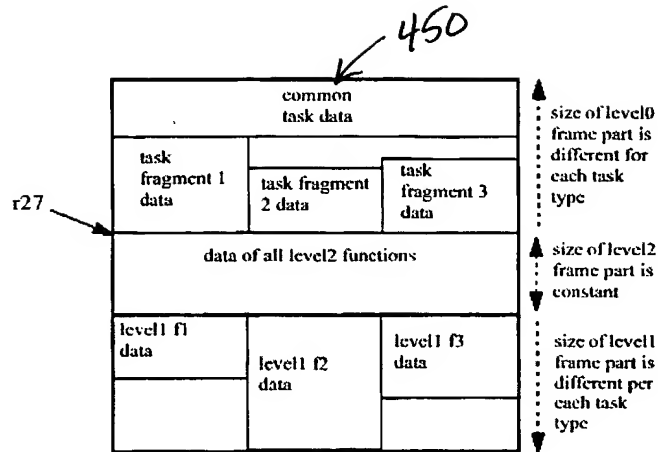 450
common
task data
task
fragment 1
data
task fragment
2 data
task
fragment 3
data
size of level0
frame part is
different for
each task
type
r27
data of all level2 functions
size of level2
frame part is
constant
level1 f1
data
level1 f2
data
level1 f3
data
size of level1
frame part is
different per
each task
type